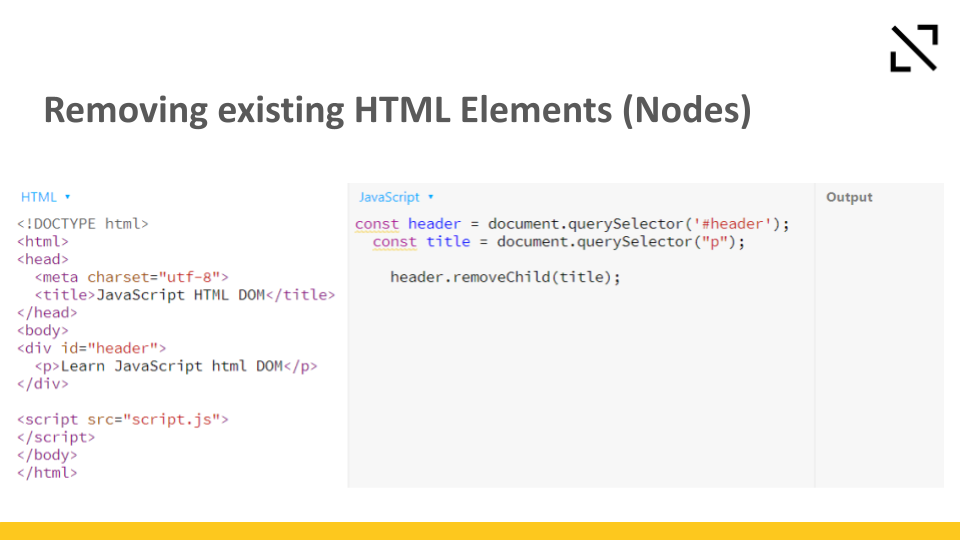 Removing existing HTML Elements (Nodes)
HTML ▾
<!DOCTYPE html>
<html>
<head>
  <meta charset="utf-8">
  <title>JavaScript HTML DOM</title>
</head>
<body>
<div id="header">
  <p>Learn JavaScript html DOM</p>
</div>
<script src="script.js">
</script>
</body>
</html>
JavaScript ▾
const header = document.querySelector('#header');
  const title = document.querySelector("p");
    header.removeChild(title);
Output